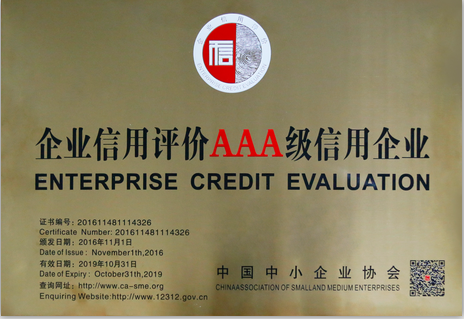 信
企业信用评价AAA级信用企业
ENTERPRISE CREDIT EVALUATION
证书编号：201611481114326
Certificate Number: 201611481114326
颁发日期：2016年11月1日
Date of Issue : November1th,2016
有效日期：2019年10月31日
Date of Expiry : October31th,2019
查询网址：http://www.ca-sme.org
Enquiring Website:http://www.12312.gov.cn
中国中小企业协会
CHINAASSOCIATION OF SMALLAND MEDIUM ENTERPRISES